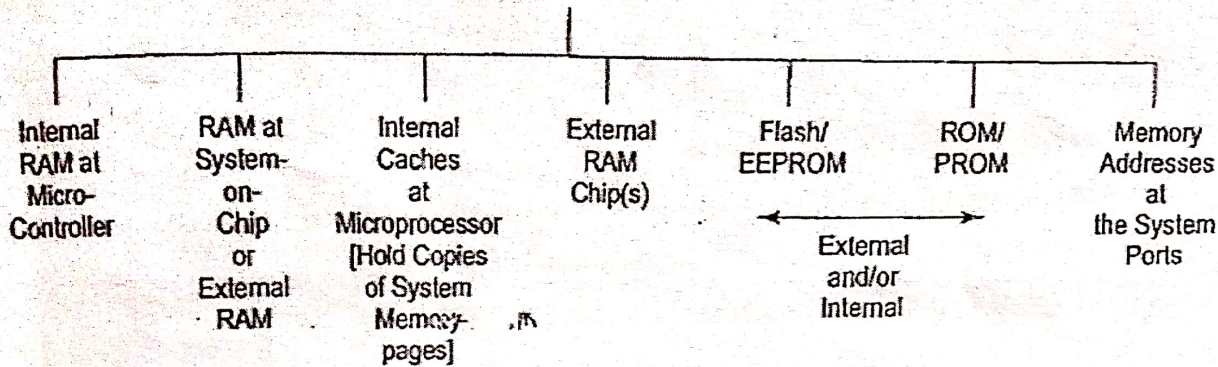 Internal
RAM at
Micro-
Controller
RAM at
System-
on-
Chip
or
External
RAM
Internal
Caches
at
Microprocessor
[Hold Copies
of System
Memory-
pages]
External
RAM
Chip(s)
Flash/
EEPROM
ROM/
PROM
External
and/or
Internal
Memory
Addresses
at
the System
Ports